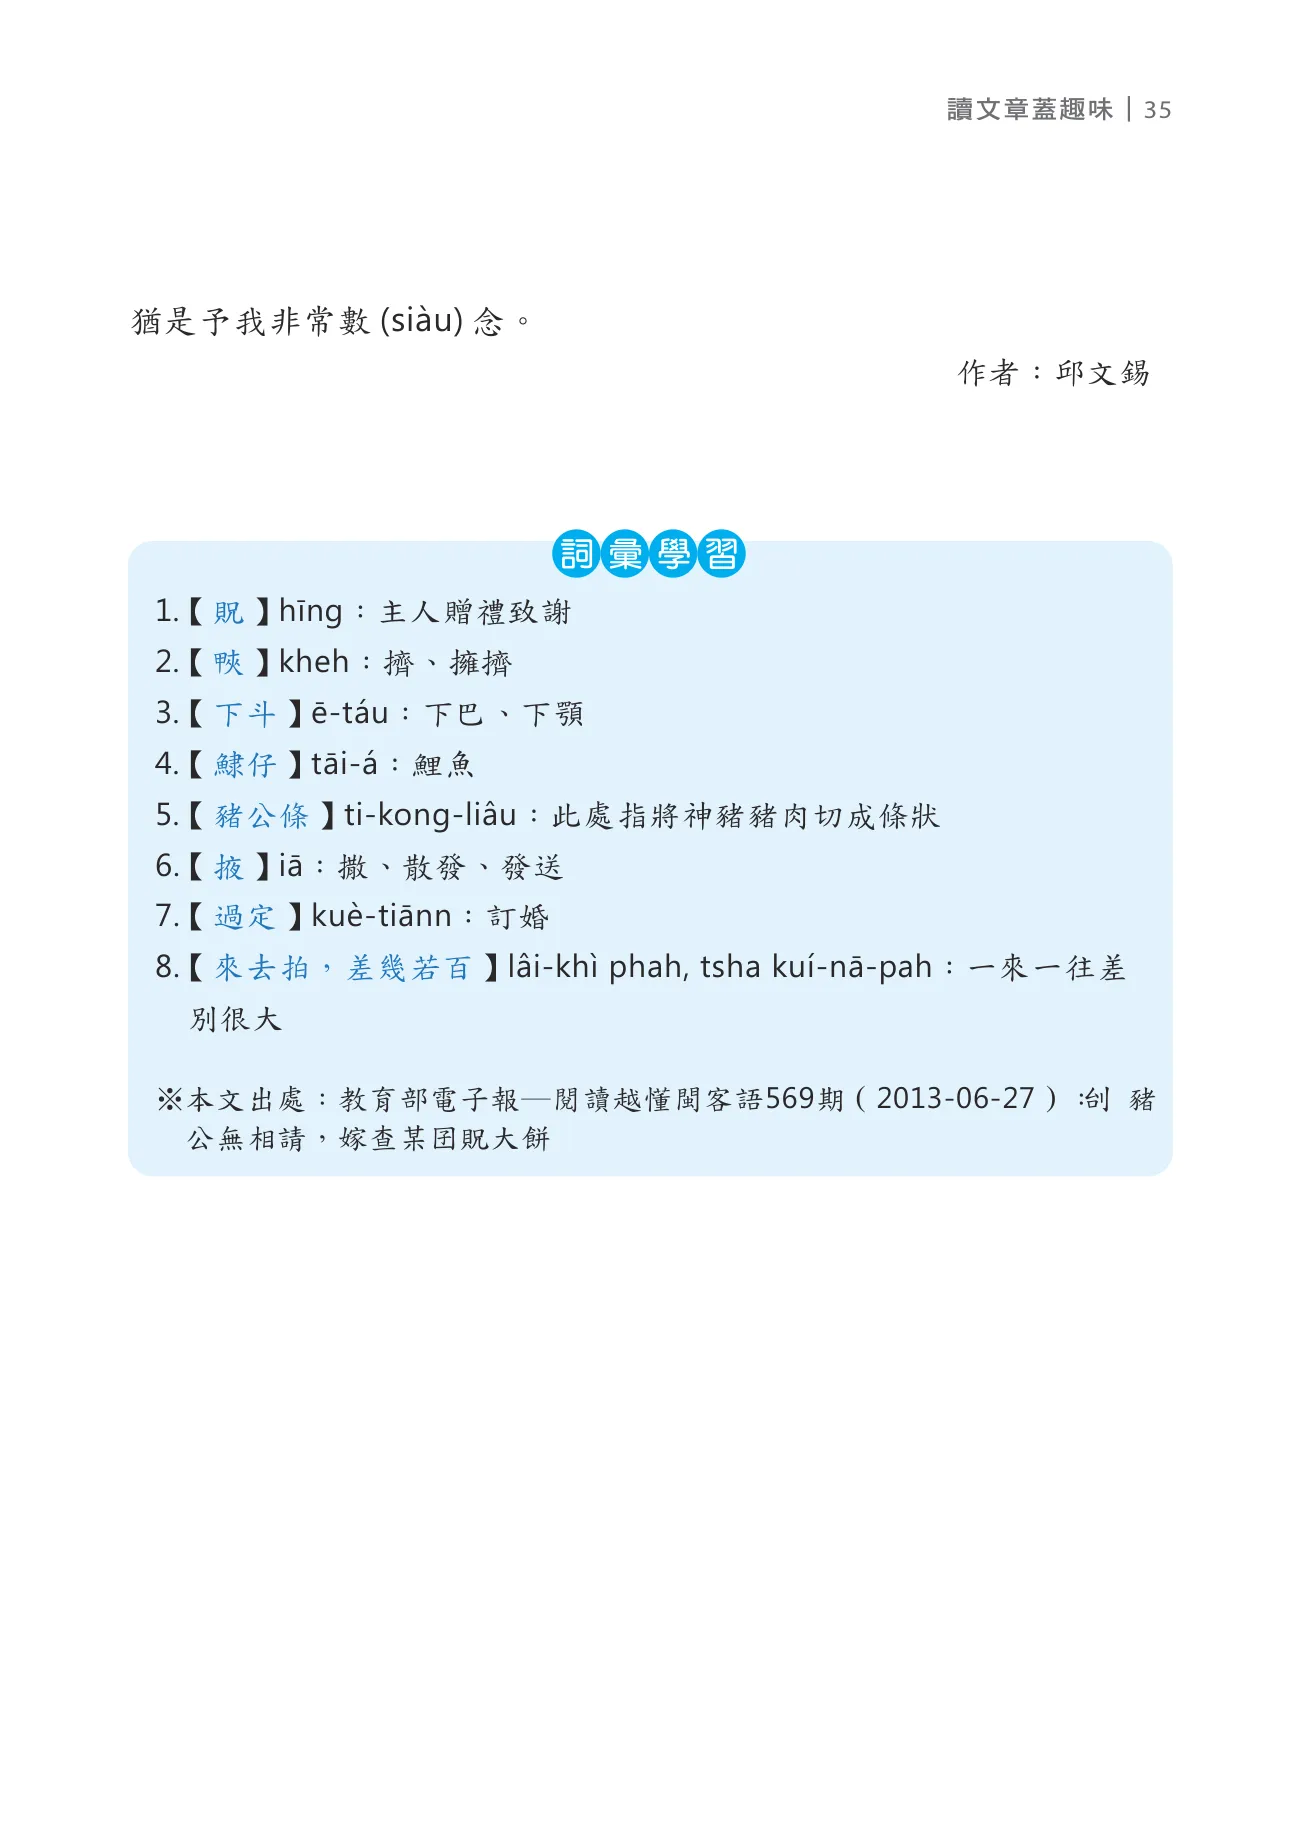 讀文章蓋趣味｜35
猶是予我非常數(siàu)念。
作者：邱文錫
詞彙學習
1.【貺】hīng：主人贈禮致謝
2.【𤲍】kheh：擠、擁擠
3.【下斗】ē-táu：下巴、下顎
4.【鯠仔】tāi-á：鯉魚
5.【豬公條】ti-kong-liâu：此處指將神豬豬肉切成條狀
6.【掖】iā：撒、散發、發送
7.【過定】kuè-tiānn：訂婚
8.【來去拍，差幾若百】lâi-khì phah, tsha kuí-nā-pah：一來一往差
別很大
※本文出處：教育部電子報─閱讀越懂閩客語569期（2013-06-27）:刣 豬
公無相請，嫁查某囝貺大餅